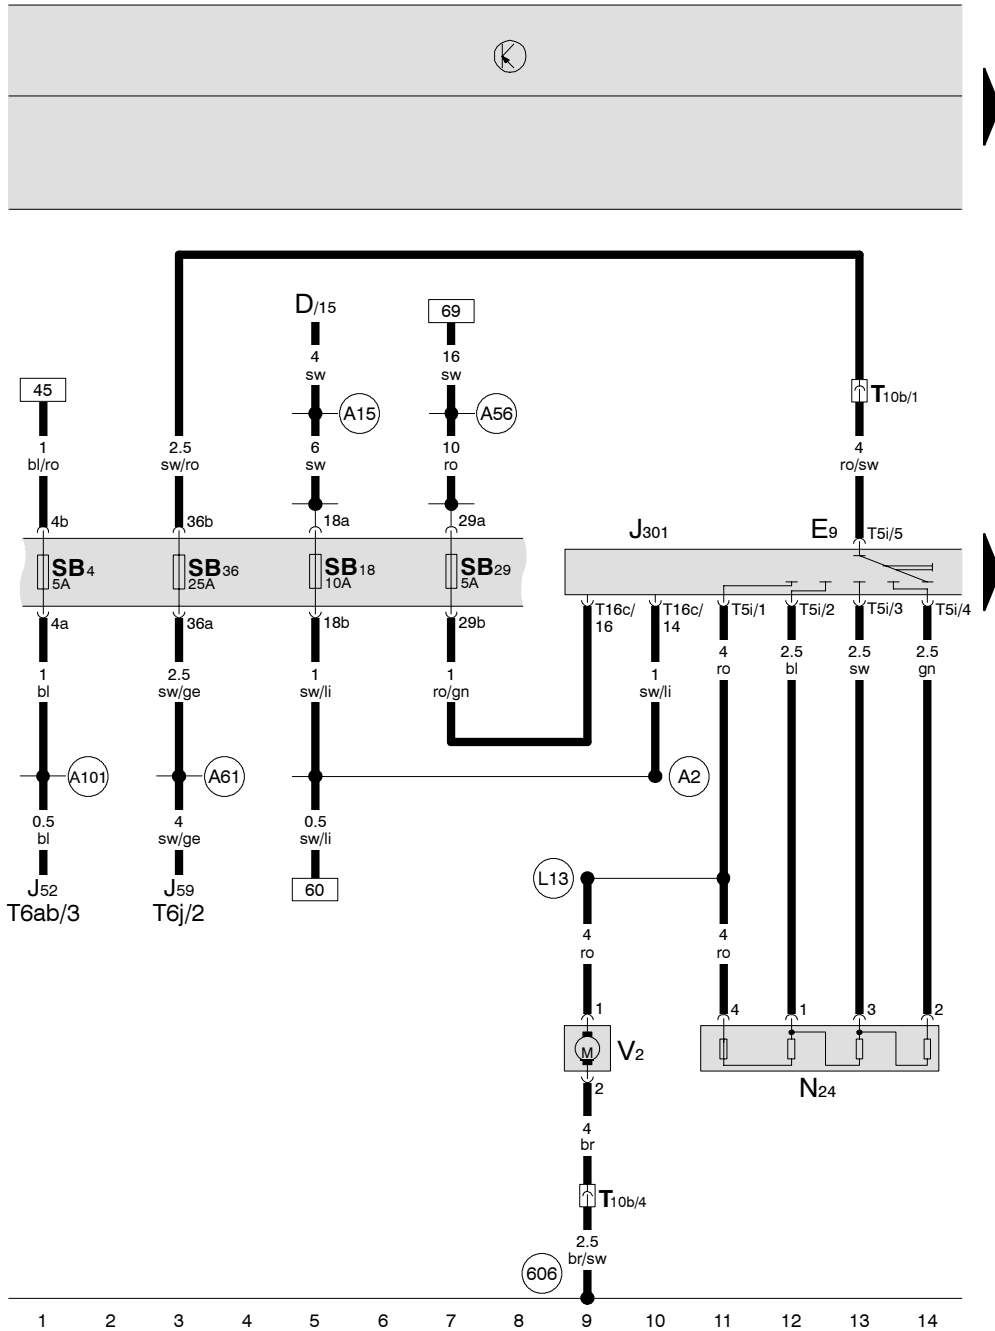 D/15
69
4
sw
16
sw
45
A15
A56
T10b/1
1
bl/ro
2.5
sw/ro
6
sw
10
ro
4
ro/sw
4b
36b
18a
29a
J301
E9
T5i/5
SB4
5A
SB36
25A
SB18
10A
SB29
5A
4a
36a
18b
29b
T16c/
16
T16c/
14
T5i/1
T5i/2
T5i/3
T5i/4
1
bl
2.5
sw/ge
1
sw/li
1
ro/gn
1
sw/li
4
ro
2.5
bl
2.5
sw
2.5
gn
A101
A61
A2
0.5
bl
4
sw/ge
0.5
sw/li
J52
T6ab/3
J59
T6j/2
60
L13
4
ro
4
ro
1
4
1
3
2
M
V2
2
N24
4
br
T10b/4
2.5
br/sw
606
1 2 3 4 5 6 7 8 9 10 11 12 13 14